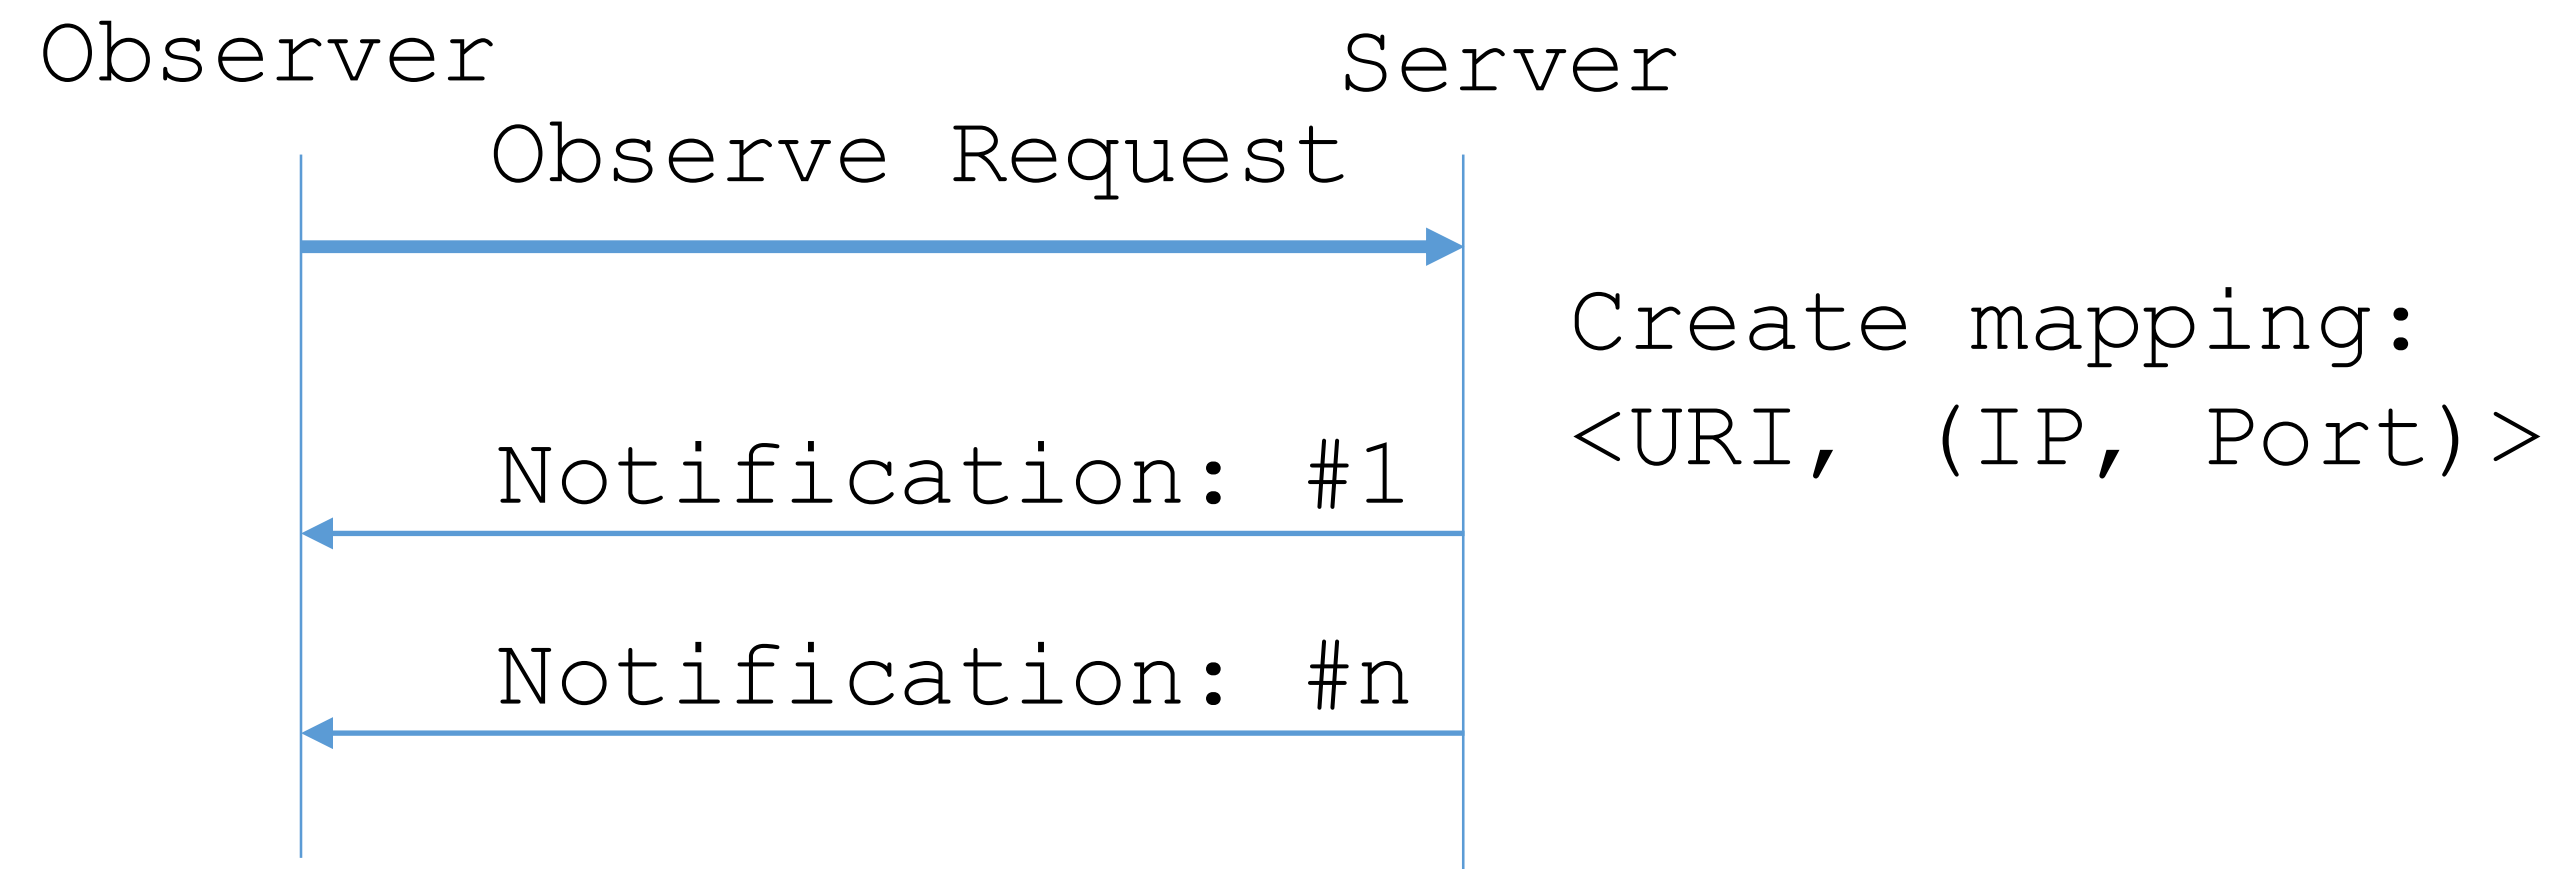 Observer
Server
Observe Request
Create mapping:
<URI, (IP, Port)>
Notification: #1
Notification: #n